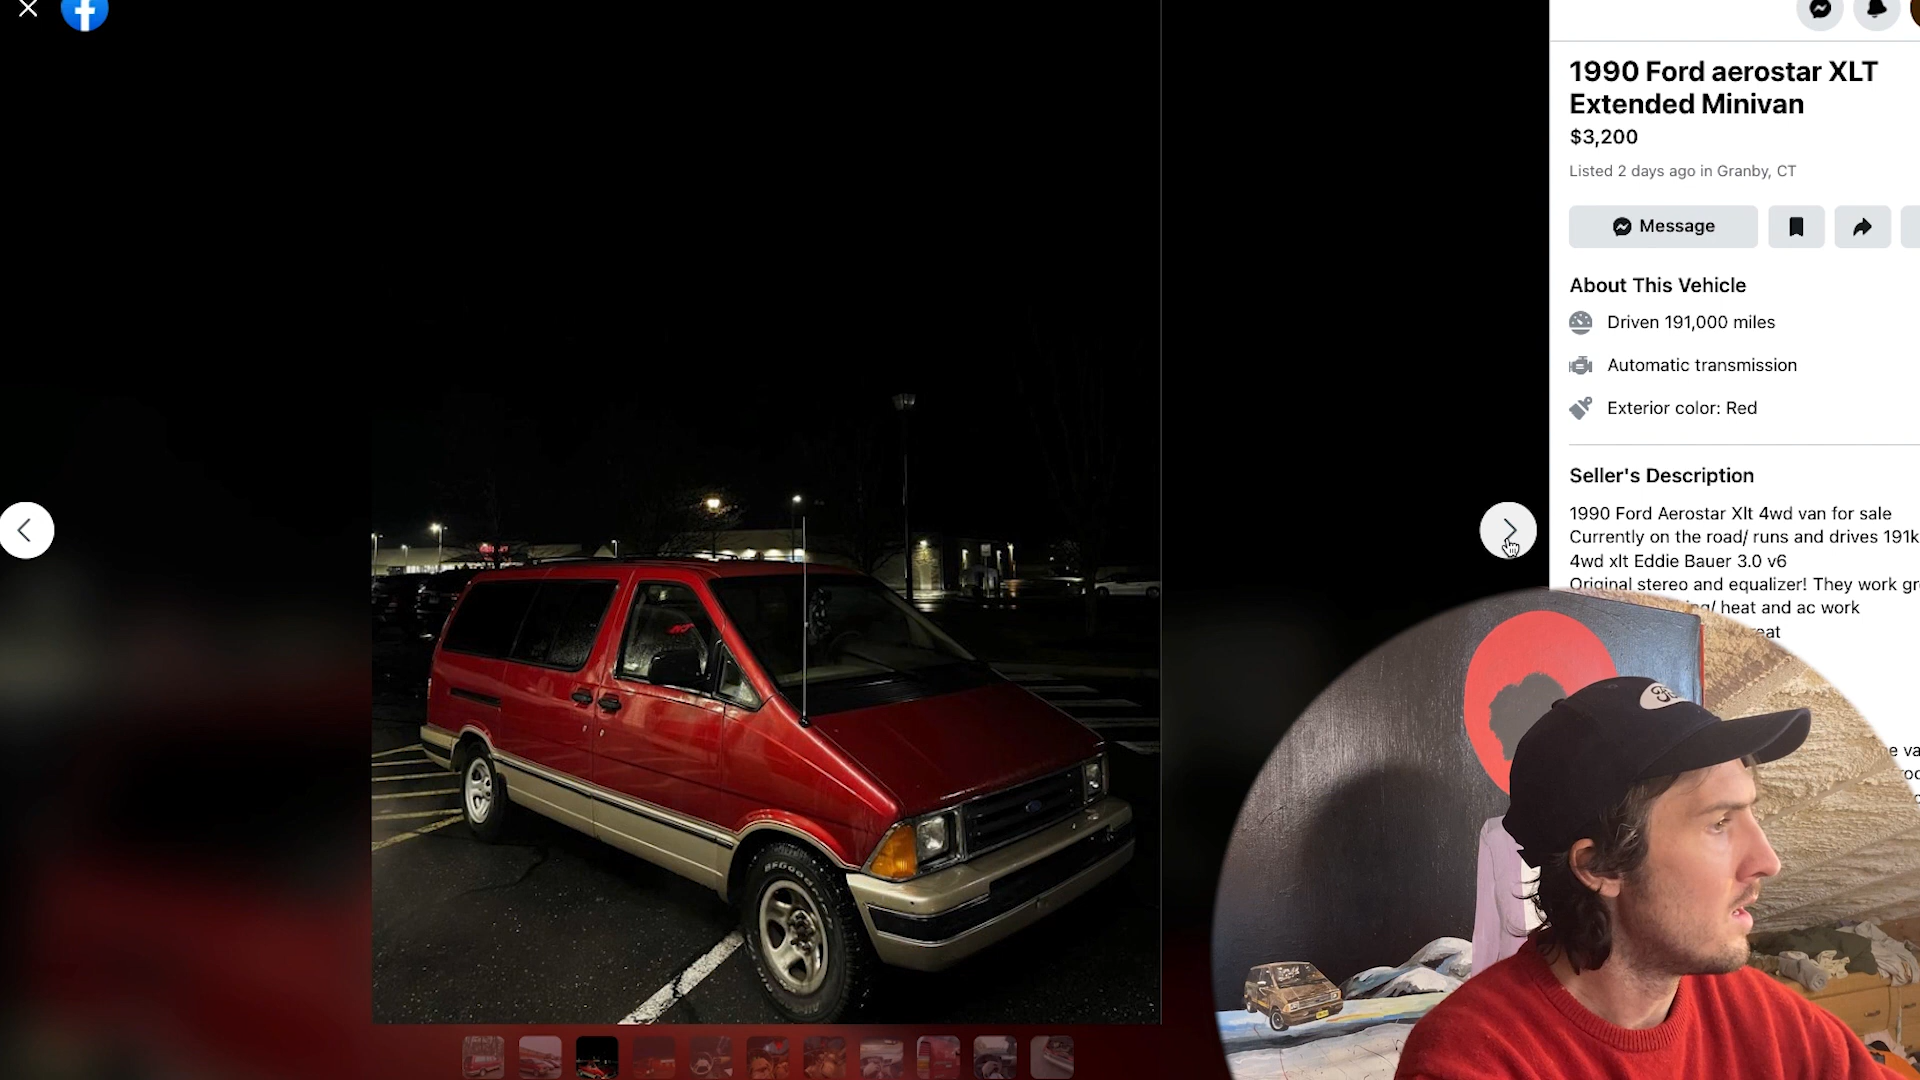 1990 Ford aerostar XLT
Extended Minivan
$3,200
Listed 2 days ago in Granby, CT
Message
About This Vehicle
Driven 191,000 miles
Automatic transmission
Exterior color: Red
Seller's Description
1990 Ford Aerostar Xlt 4wd van for sale
Currently on the road/ runs and drives 191k
4wd xlt Eddie Bauer 3.0 v6
Original stereo and equalizer! They work
heat and ac work